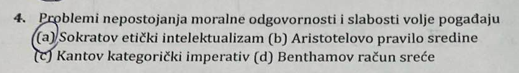 4. Problemi nepostojanja moralne odgovornosti i slabosti volje pogađaju
(a) Sokratov etički intelektualizam (b) Aristotelovo pravilo sredine
(c) Kantov kategorički imperativ (d) Benthamov račun sreće